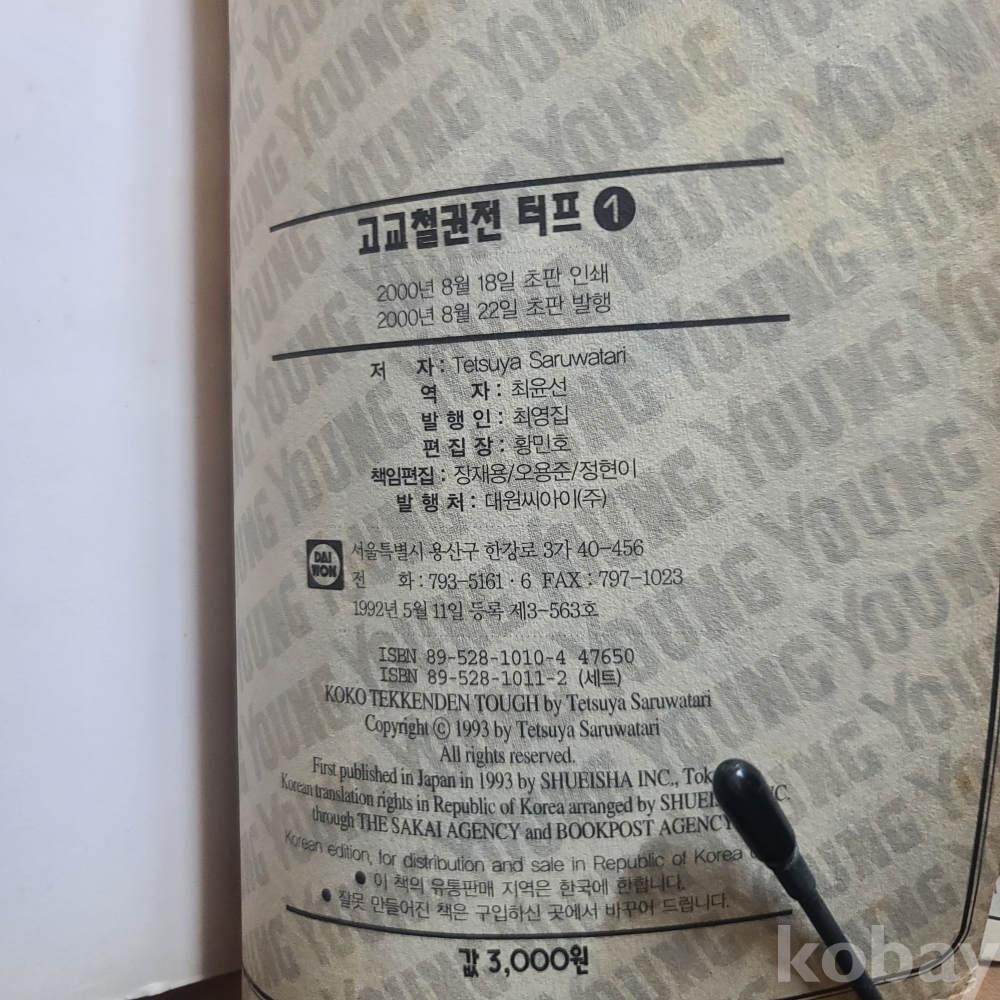 고교철권전 터프 1
2000년 8월 18일 초판 인쇄
2000년 8월 22일 초판 발행
저 자 : Tetsuya Saruwatari
역 자 : 최윤선
발행인 : 최영집
편집장 : 황민호
책임편집 : 장재용/오용준/정현이
발행처 : 대원씨아이(주)
DAI WON
서울특별시 용산구 한강로 3가 40-456
전 화 : 793-5161·6 FAX : 797-1023
1992년 5월 11일 등록 제3-563호
ISBN 89-528-1010-4 47650
ISBN 89-528-1011-2 (세트)
KOKO TEKKENDEN TOUGH by Tetsuya Saruwatari
Copyright ⓒ 1993 by Tetsuya Saruwatari
All rights reserved.
First published in Japan in 1993 by SHUEISHA INC.,
Korean translation rights in Republic of Korea arranged by
through THE SAKAI AGENCY and BOOKPOST AGENCY
Korean edition, for distribution and sale in Republic of Korea
● 이 책의 유통판매 지역은 한국에 한합니다.
● 잘못 만들어진 책은 구입하신 곳에서 바꾸어 드립니다.
값 3,000원
kobay